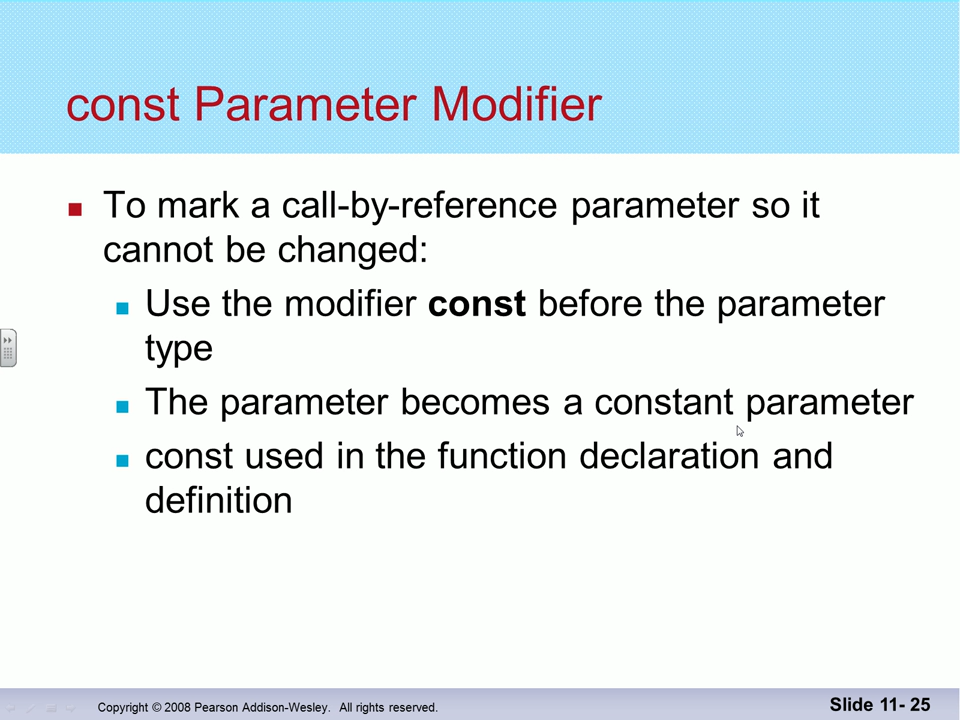 const Parameter Modifier
To mark a call-by-reference parameter so it
cannot be changed:
Use the modifier const before the parameter
type
The parameter becomes a constant parameter
const used in the function declaration and
definition
Copyright © 2008 Pearson Addison-Wesley. All rights reserved.
Slide 11- 25